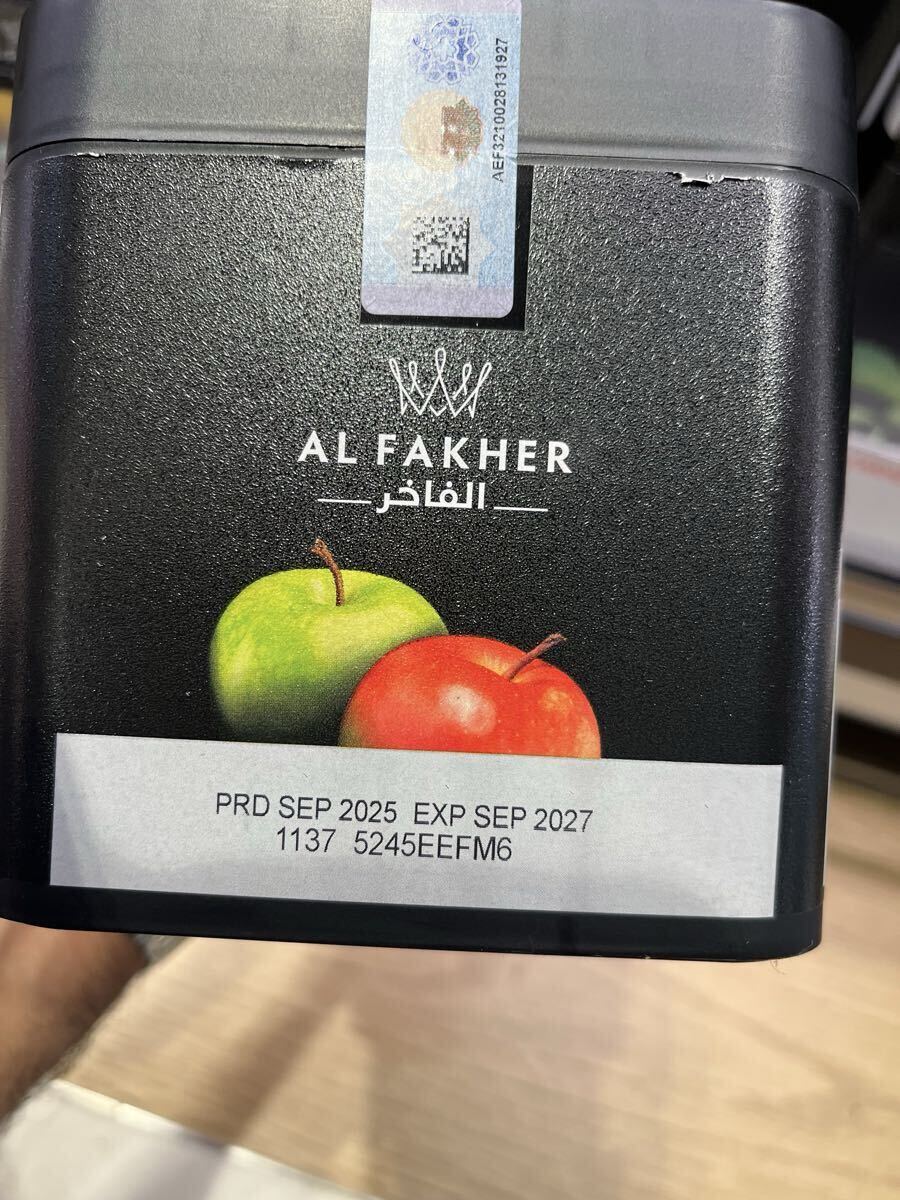 AEF3210028131927
AL FAKHER
الفاخر
PRD SEP 2025 EXP SEP 2027
1137 5245EEFM6